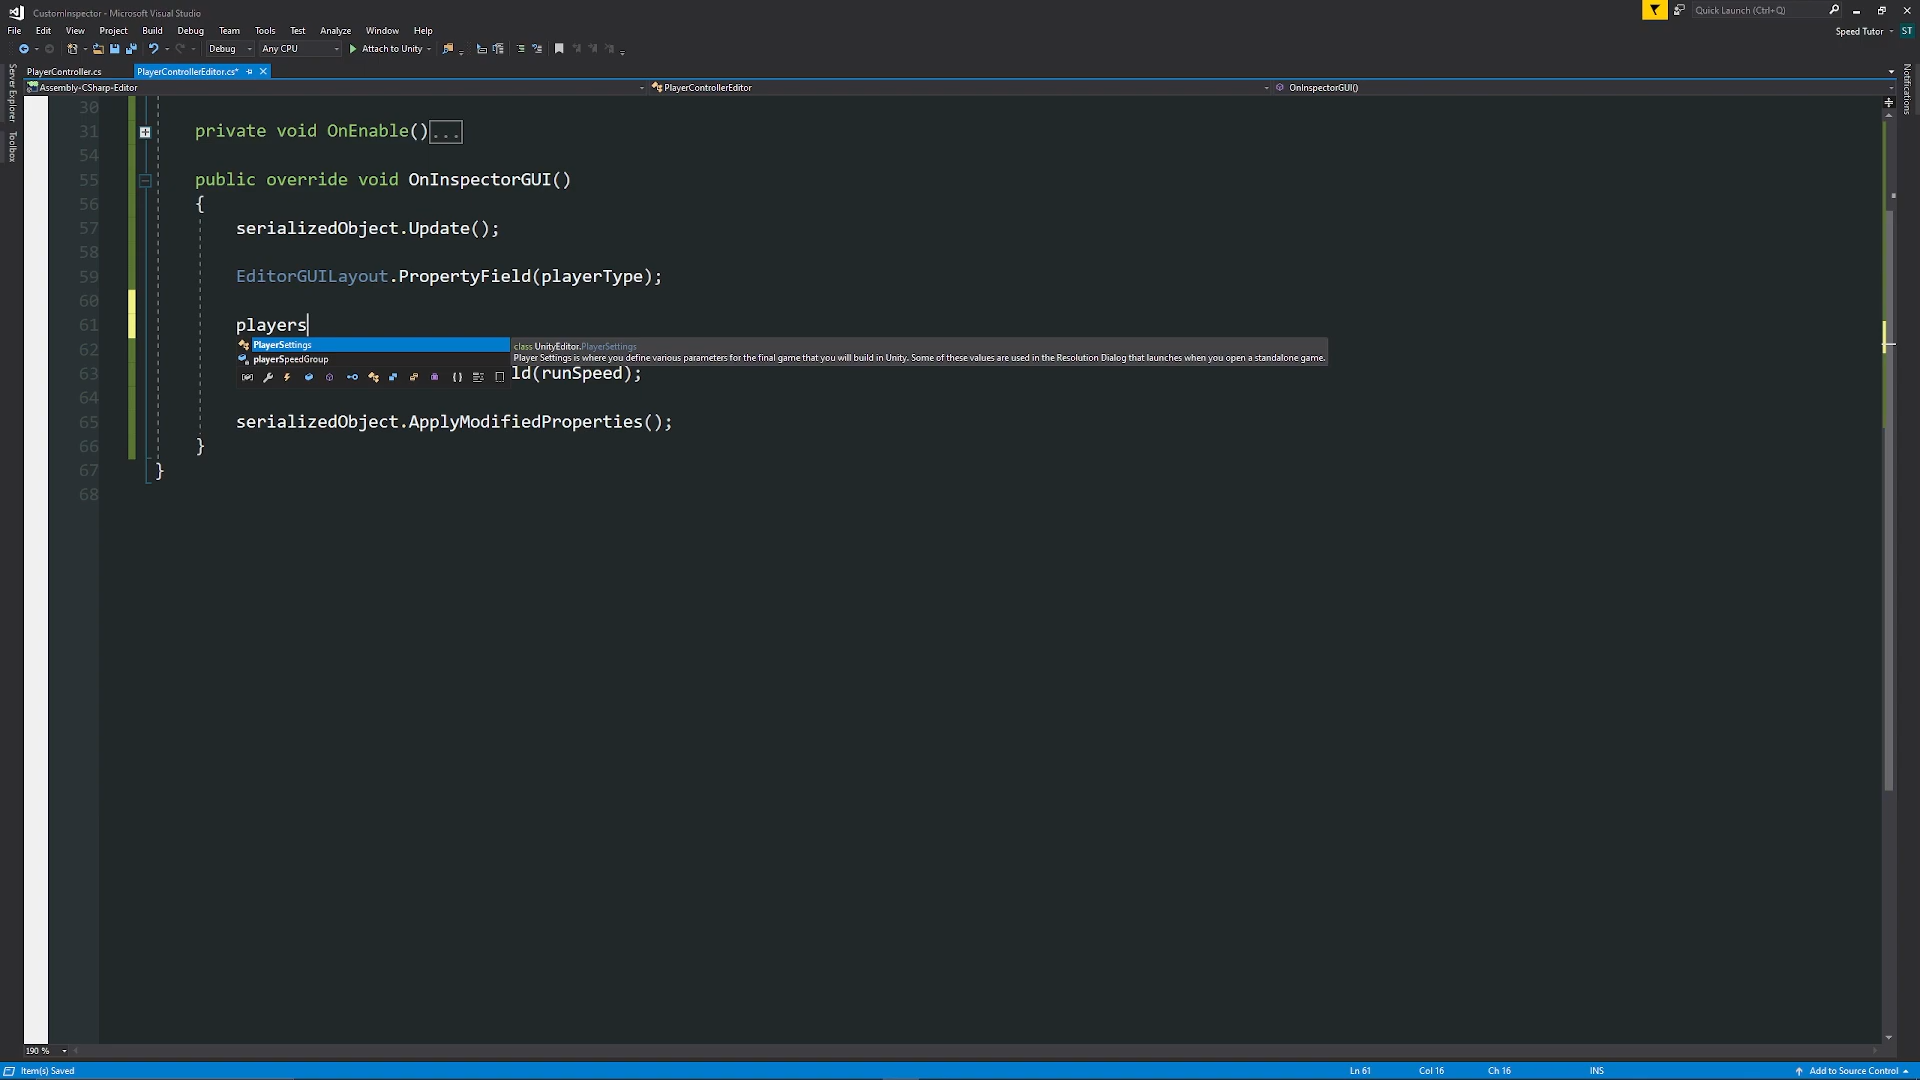 CustomInspector - Microsoft Visual Studio
Quick Launch (Ctrl+Q)
File Edit View Project Build Debug Team Tools Test Analyze Window Help
Speed Tutor ST
Debug Any CPU Attach to Unity
PlayerController.cs PlayerControllerEditor.cs*
Assembly-CSharp-Editor PlayerControllerEditor OnInspectorGUI()
Server Explorer
Toolbox
Notifications
30
31 private void OnEnable()...
54
55 public override void OnInspectorGUI()
56 {
57 serializedObject.Update();
58
59 EditorGUILayout.PropertyField(playerType);
60
61 players
62 PlayerSettings class UnityEditor.PlayerSettings
playerSpeedGroup Player Settings is where you define various parameters for the final game that you will build in Unity. Some of these values are used in the Resolution Dialog that launches when you open a standalone game.
63 ld(runSpeed);
64
65 serializedObject.ApplyModifiedProperties();
66 }
67 }
68
190 %
Item(s) Saved Ln 61 Col 16 Ch 16 INS Add to Source Control